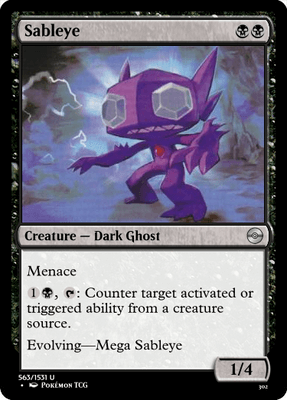 Sableye
Creature — Dark Ghost
Menace
1, : Counter target activated or
triggered ability from a creature
source.
Evolving—Mega Sableye
1/4
563/1531 U
• Pokémon TCG